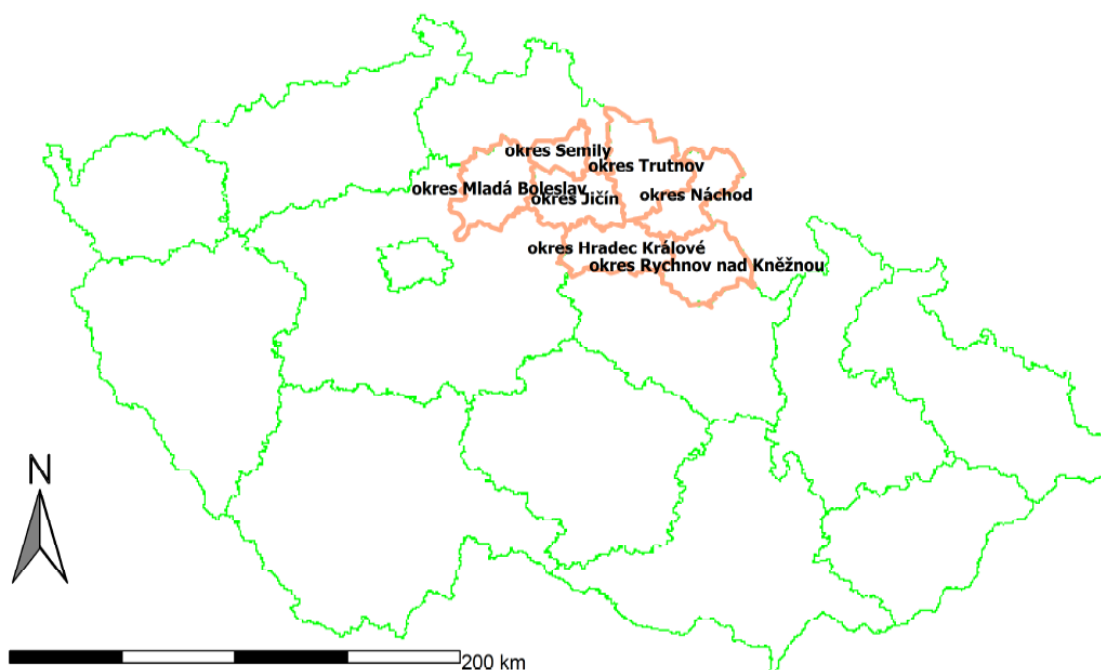 okres Semily
okres Trutnov
okres Mladá Boleslav
okres Jičín
okres Náchod
okres Hradec Králové
okres Rychnov nad Kněžnou
N
200 km